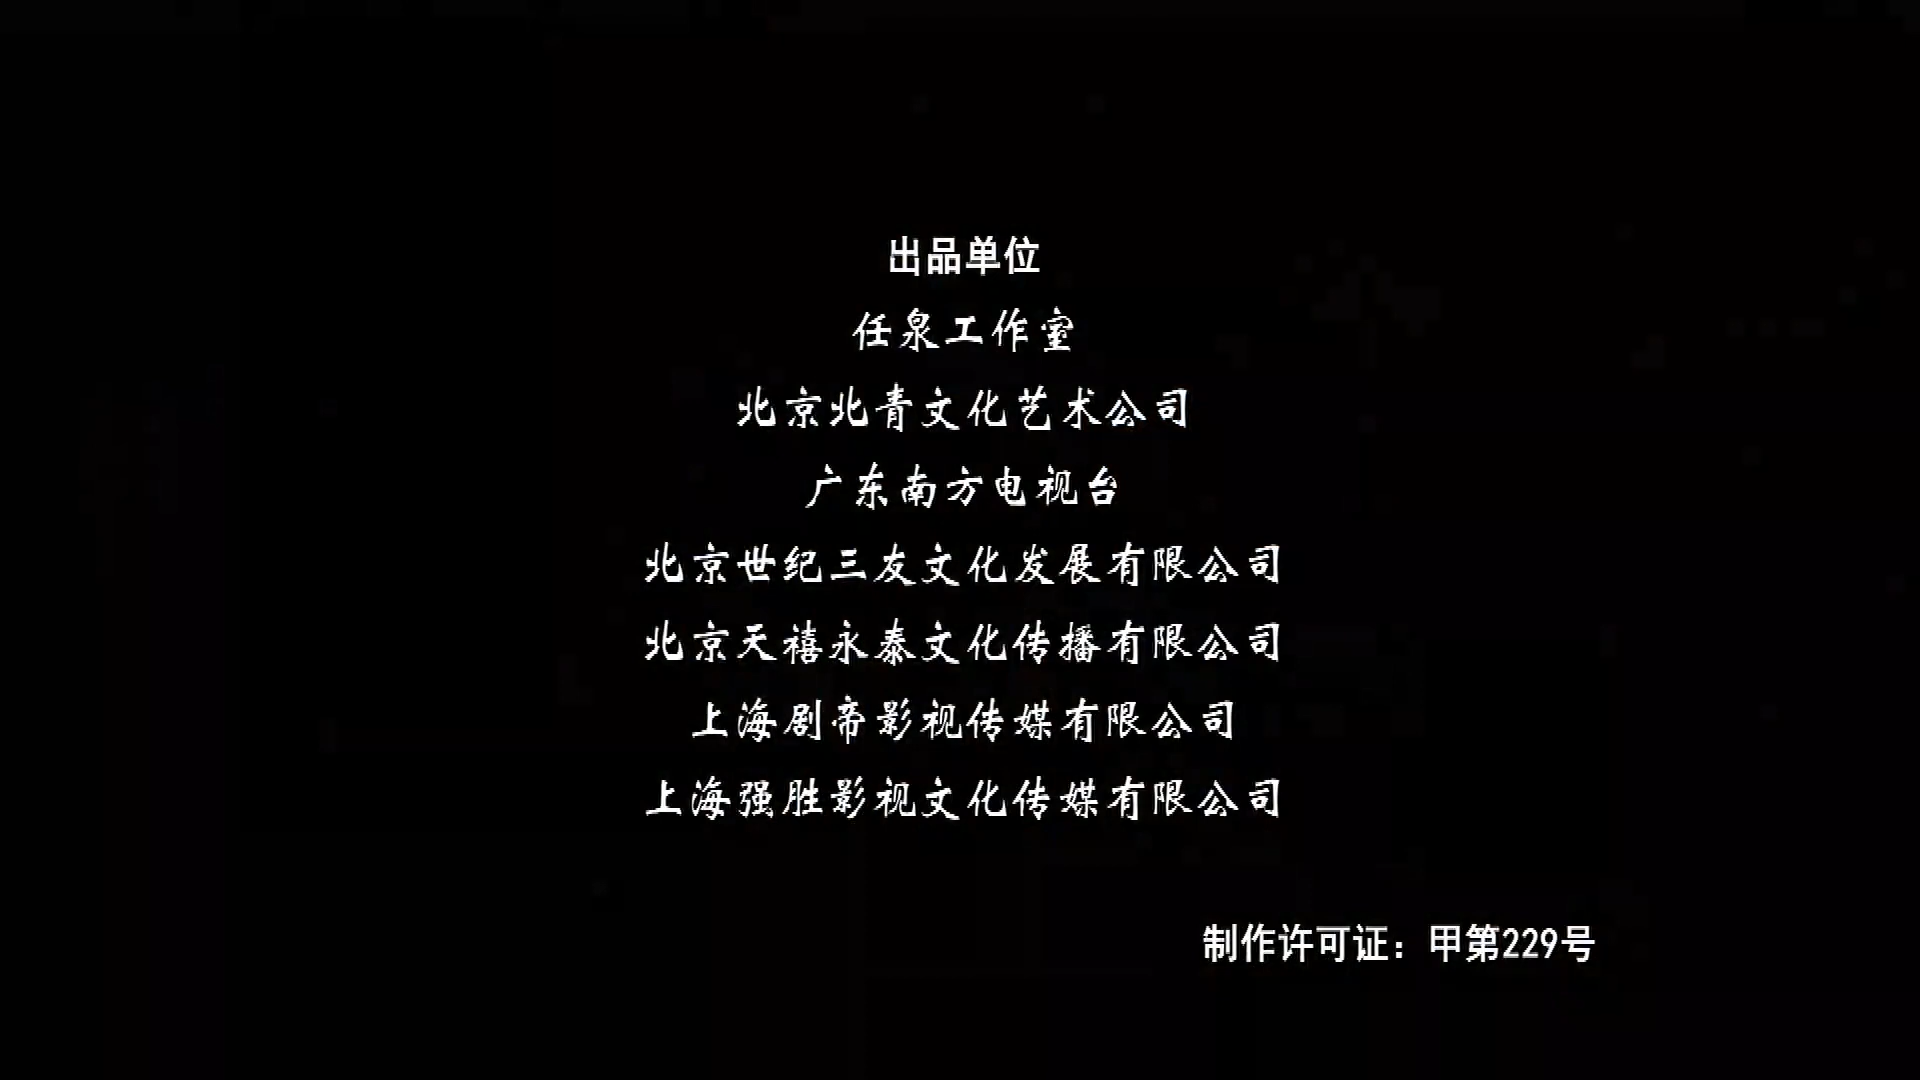 出品单位
任泉工作室
北京北青文化艺术公司
广东南方电视台
北京世纪三友文化发展有限公司
北京天禧永泰文化传播有限公司
上海剧帝影视传媒有限公司
上海强胜影视文化传媒有限公司
制作许可证：甲第229号